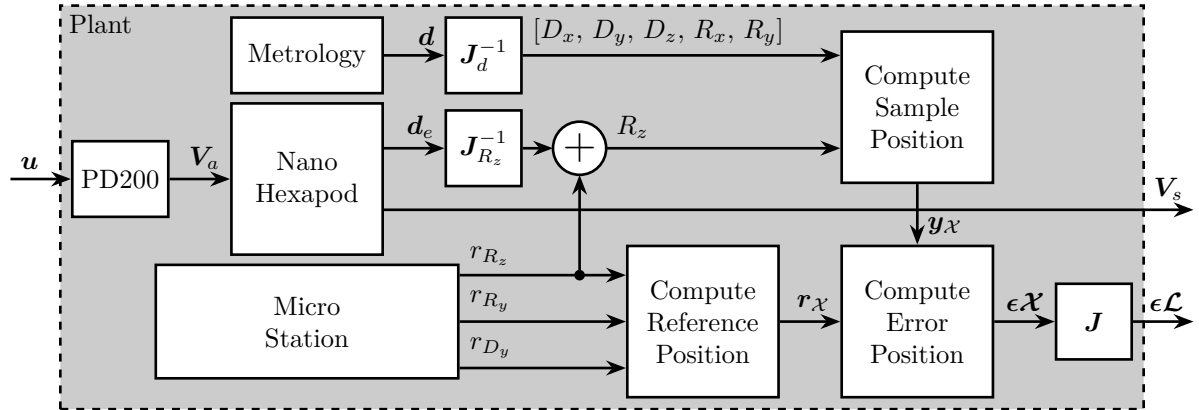 Plant
Metrology
d
J_d^{-1}
[D_x, D_y, D_z, R_x, R_y]
Compute
Sample
Position
u
PD200
V_a
Nano
Hexapod
d_e
J_{R_z}^{-1}
+
R_z
V_s
y_𝒳
Micro
Station
r_{R_z}
r_{R_y}
r_{D_y}
Compute
Reference
Position
r_𝒳
Compute
Error
Position
ϵ𝒳
J
ϵℒ